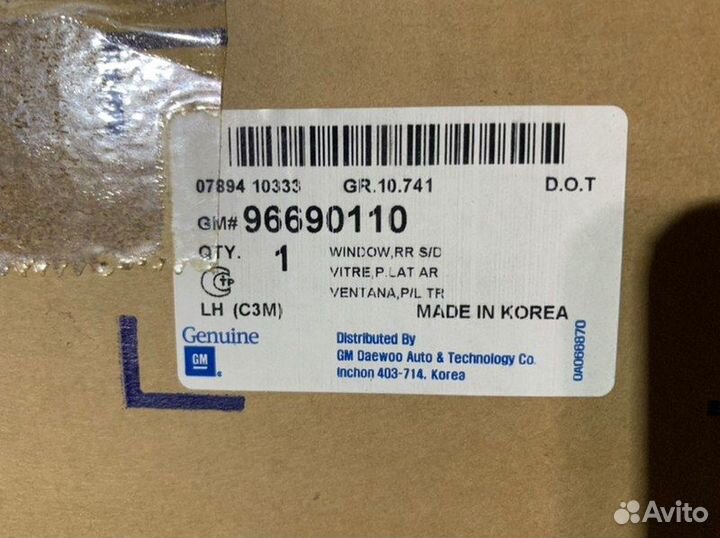 07894 10333 GR.10.741 D.O.T
GM# 96690110
QTY. 1 WINDOW,RR S/D
VITRE,P.LAT AR
VENTANA,P/L TR
LH (C3M) MADE IN KOREA
Genuine
GM
Distributed By
GM Daewoo Auto & Technology Co.
Inchon 403-714, Korea
0A066870
Avito